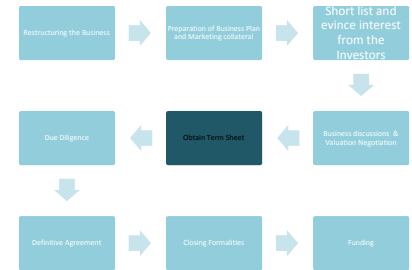 Restructuring the Business
Preparation of Business Plan
and Marketing collateral
Short list and
evince interest
from the
Investors
Due Diligence
Obtain Term Sheet
Business discussions &
Valuation Negotiation
Definitive Agreement
Closing Formalities
Funding